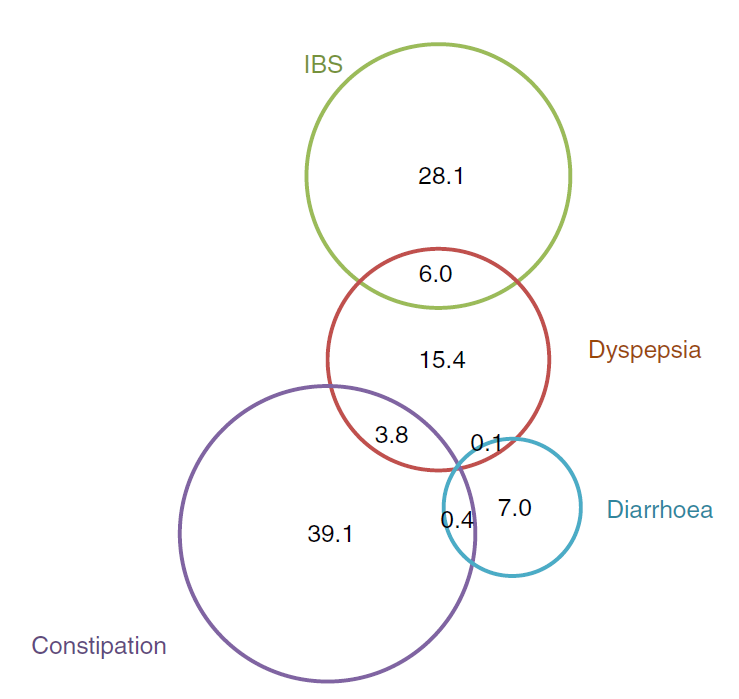 IBS
28.1
6.0
Dyspepsia
15.4
3.8
0.1
7.0
Diarrhoea
0.4
39.1
Constipation